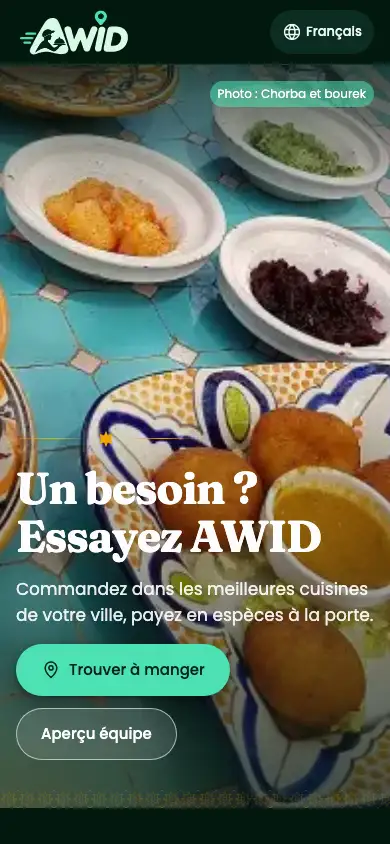 AWID
Français
Photo : Chorba et bourek
Un besoin ?
Essayez AWID
Commandez dans les meilleures cuisines
de votre ville, payez en espèces à la porte.
Trouver à manger
Aperçu équipe